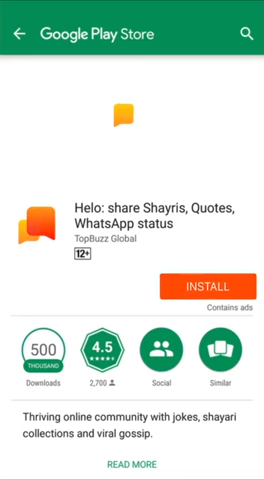 Google Play Store
Helo: share Shayris, Quotes,
WhatsApp status
TopBuzz Global
12+
INSTALL
Contains ads
500
THOUSAND
Downloads
4.5
2,700
Social
Similar
Thriving online community with jokes, shayari
collections and viral gossip.
READ MORE